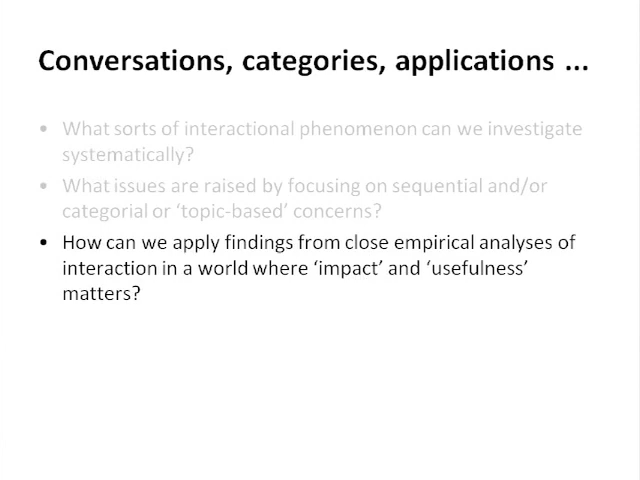 Conversations, categories, applications ...
• What sorts of interactional phenomenon can we investigate
systematically?
• What issues are raised by focusing on sequential and/or
categorial or ‘topic-based’ concerns?
• How can we apply findings from close empirical analyses of
interaction in a world where ‘impact’ and ‘usefulness’
matters?